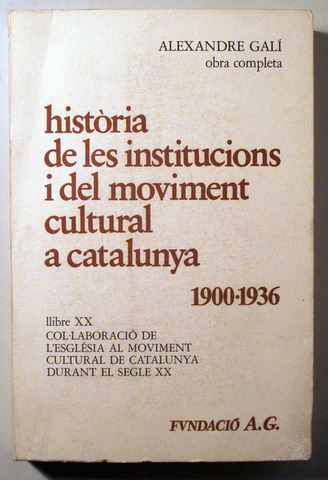 ALEXANDRE GALÍ
obra completa
història
de les institucions
i del moviment
cultural
a catalunya
1900·1936
llibre XX
COL·LABORACIÓ DE
L'ESGLÉSIA AL MOVIMENT
CULTURAL DE CATALUNYA
DURANT EL SEGLE XX
FVNDACIÓ A.G.